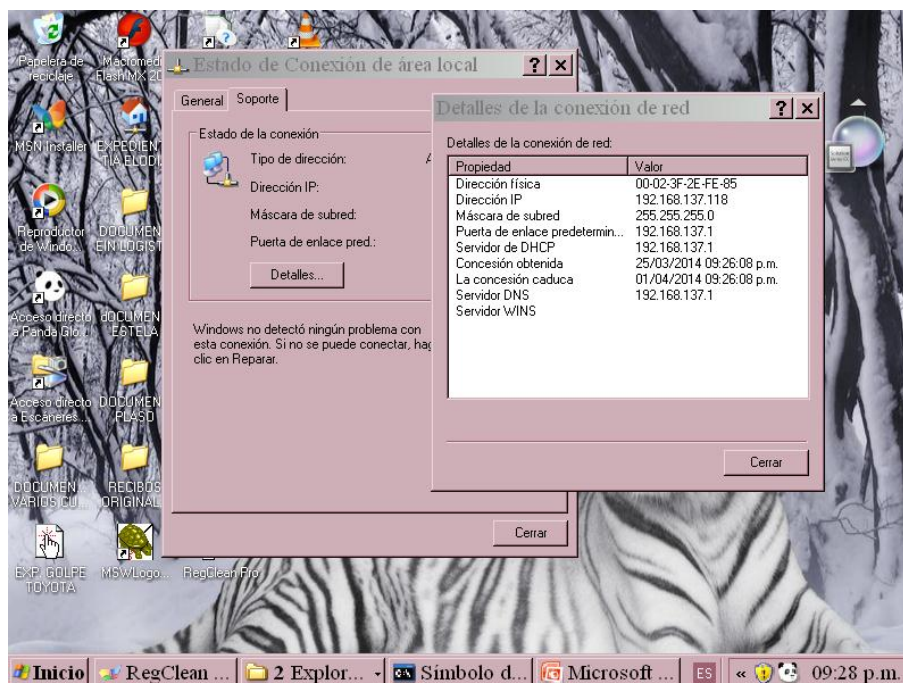 Papelera de
reciclaje
Macromed
Flash MX 20
MSN Installer
EXPEDIEN
TIA ELODI
Reproductor
de Windo...
DOCUMEN
EIN LOGIST
Acceso directo
a Panda Glo...
dOCUMEN
ESTELA
Acceso directo
a Escáneres ...
DOCUMEN
PLASO
DOCUMEN
VARIOS CU...
RECIBOS
ORIGINAL
EXP. GOLPE
TOYOTA
MSWLogo...
RegClean Pro
Estado de Conexión de área local
General
Soporte
Estado de la conexión
Tipo de dirección:
Dirección IP:
Máscara de subred:
Puerta de enlace pred.:
Detalles...
Windows no detectó ningún problema con
esta conexión. Si no se puede conectar, hag
clic en Reparar.
Cerrar
Detalles de la conexión de red
Detalles de la conexión de red:
Propiedad Valor
Dirección física 00-02-3F-2E-FE-85
Dirección IP 192.168.137.118
Máscara de subred 255.255.255.0
Puerta de enlace predetermin... 192.168.137.1
Servidor de DHCP 192.168.137.1
Concesión obtenida 25/03/2014 09:26:08 p.m.
La concesión caduca 01/04/2014 09:26:08 p.m.
Servidor DNS 192.168.137.1
Servidor WINS
Cerrar
Inicio RegClean ... 2 Explor... Símbolo d... Microsoft ... ES « 09:28 p.m.